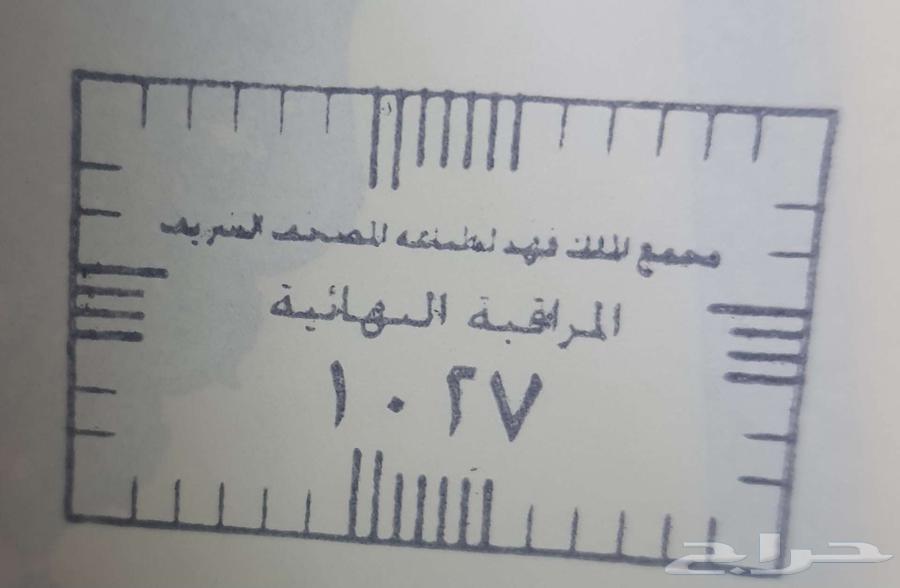 مجمع الملك فهد لطباعة المصحف الشريف
المراقبة النهائية
١٠٢٧
حراج